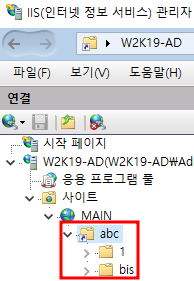 IIS(인터넷 정보 서비스) 관리자
W2K19-AD
파일(F) 보기(V) 도움말(H)
연결
시작 페이지
W2K19-AD(W2K19-AD\Ad
응용 프로그램 풀
사이트
MAIN
abc
1
bis